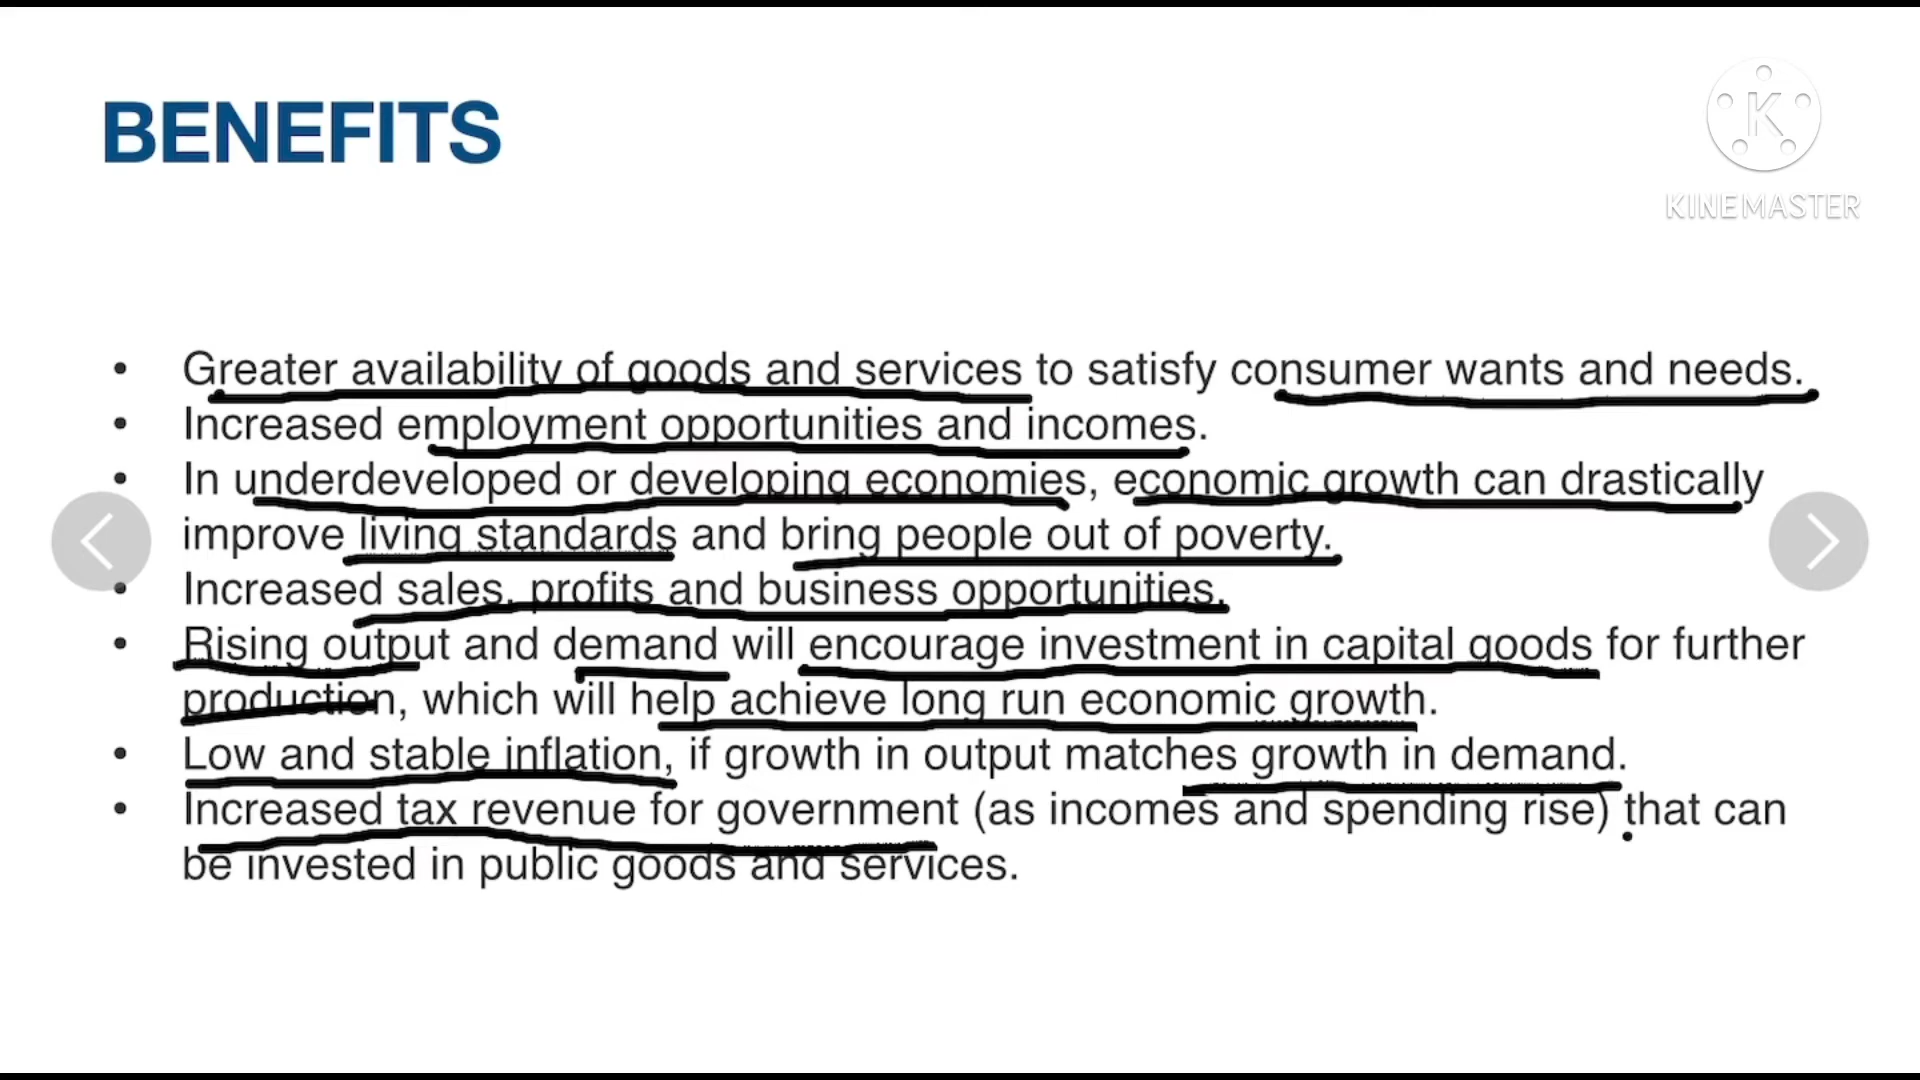 BENEFITS
K
KINEMASTER
• Greater availability of goods and services to satisfy consumer wants and needs.
• Increased employment opportunities and incomes.
• In underdeveloped or developing economies, economic growth can drastically
improve living standards and bring people out of poverty.
• Increased sales, profits and business opportunities.
• Rising output and demand will encourage investment in capital goods for further
production, which will help achieve long run economic growth.
• Low and stable inflation, if growth in output matches growth in demand.
• Increased tax revenue for government (as incomes and spending rise) that can
be invested in public goods and services.